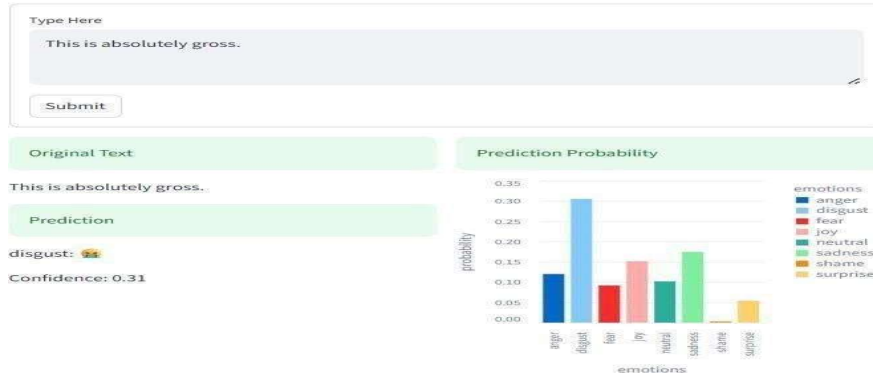 Type Here
This is absolutely gross.
Submit
Original Text
This is absolutely gross.
Prediction
disgust:
Confidence: 0.31
Prediction Probability
0.35
0.30
0.25
0.20
0.15
0.10
0.05
0.00
probability
anger
disgust
fear
joy
neutral
sadness
shame
surprise
emotions
emotions
anger
disgust
fear
joy
neutral
sadness
shame
surprise